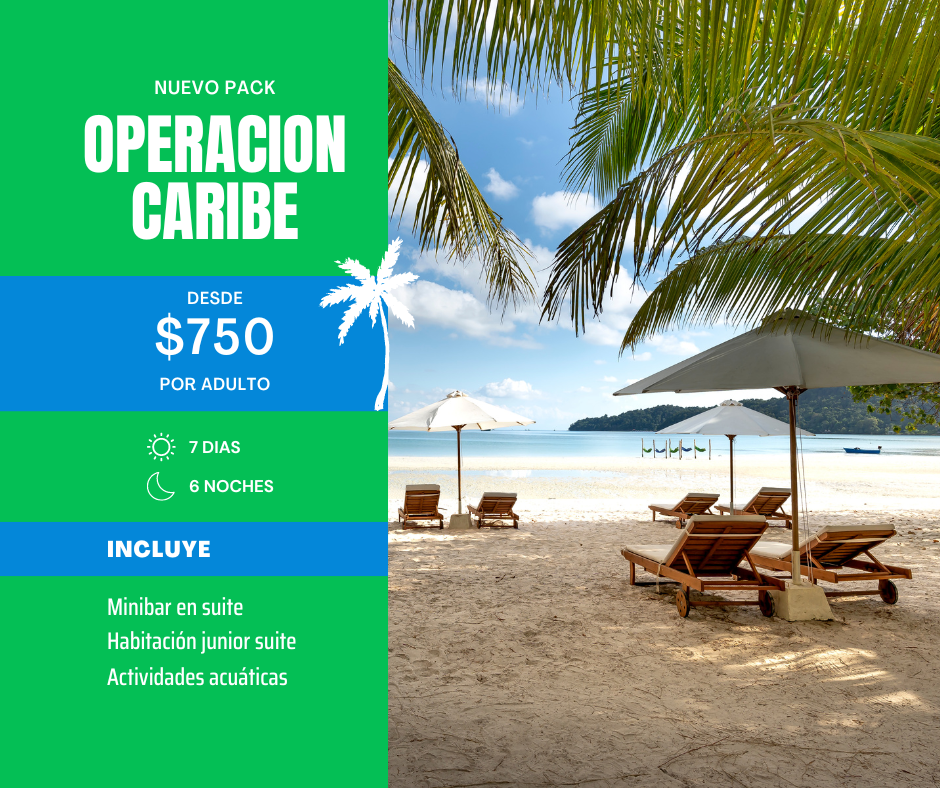 NUEVO PACK
OPERACION
CARIBE
DESDE
$750
POR ADULTO
7 DIAS
6 NOCHES
INCLUYE
Minibar en suite
Habitación junior suite
Actividades acuáticas